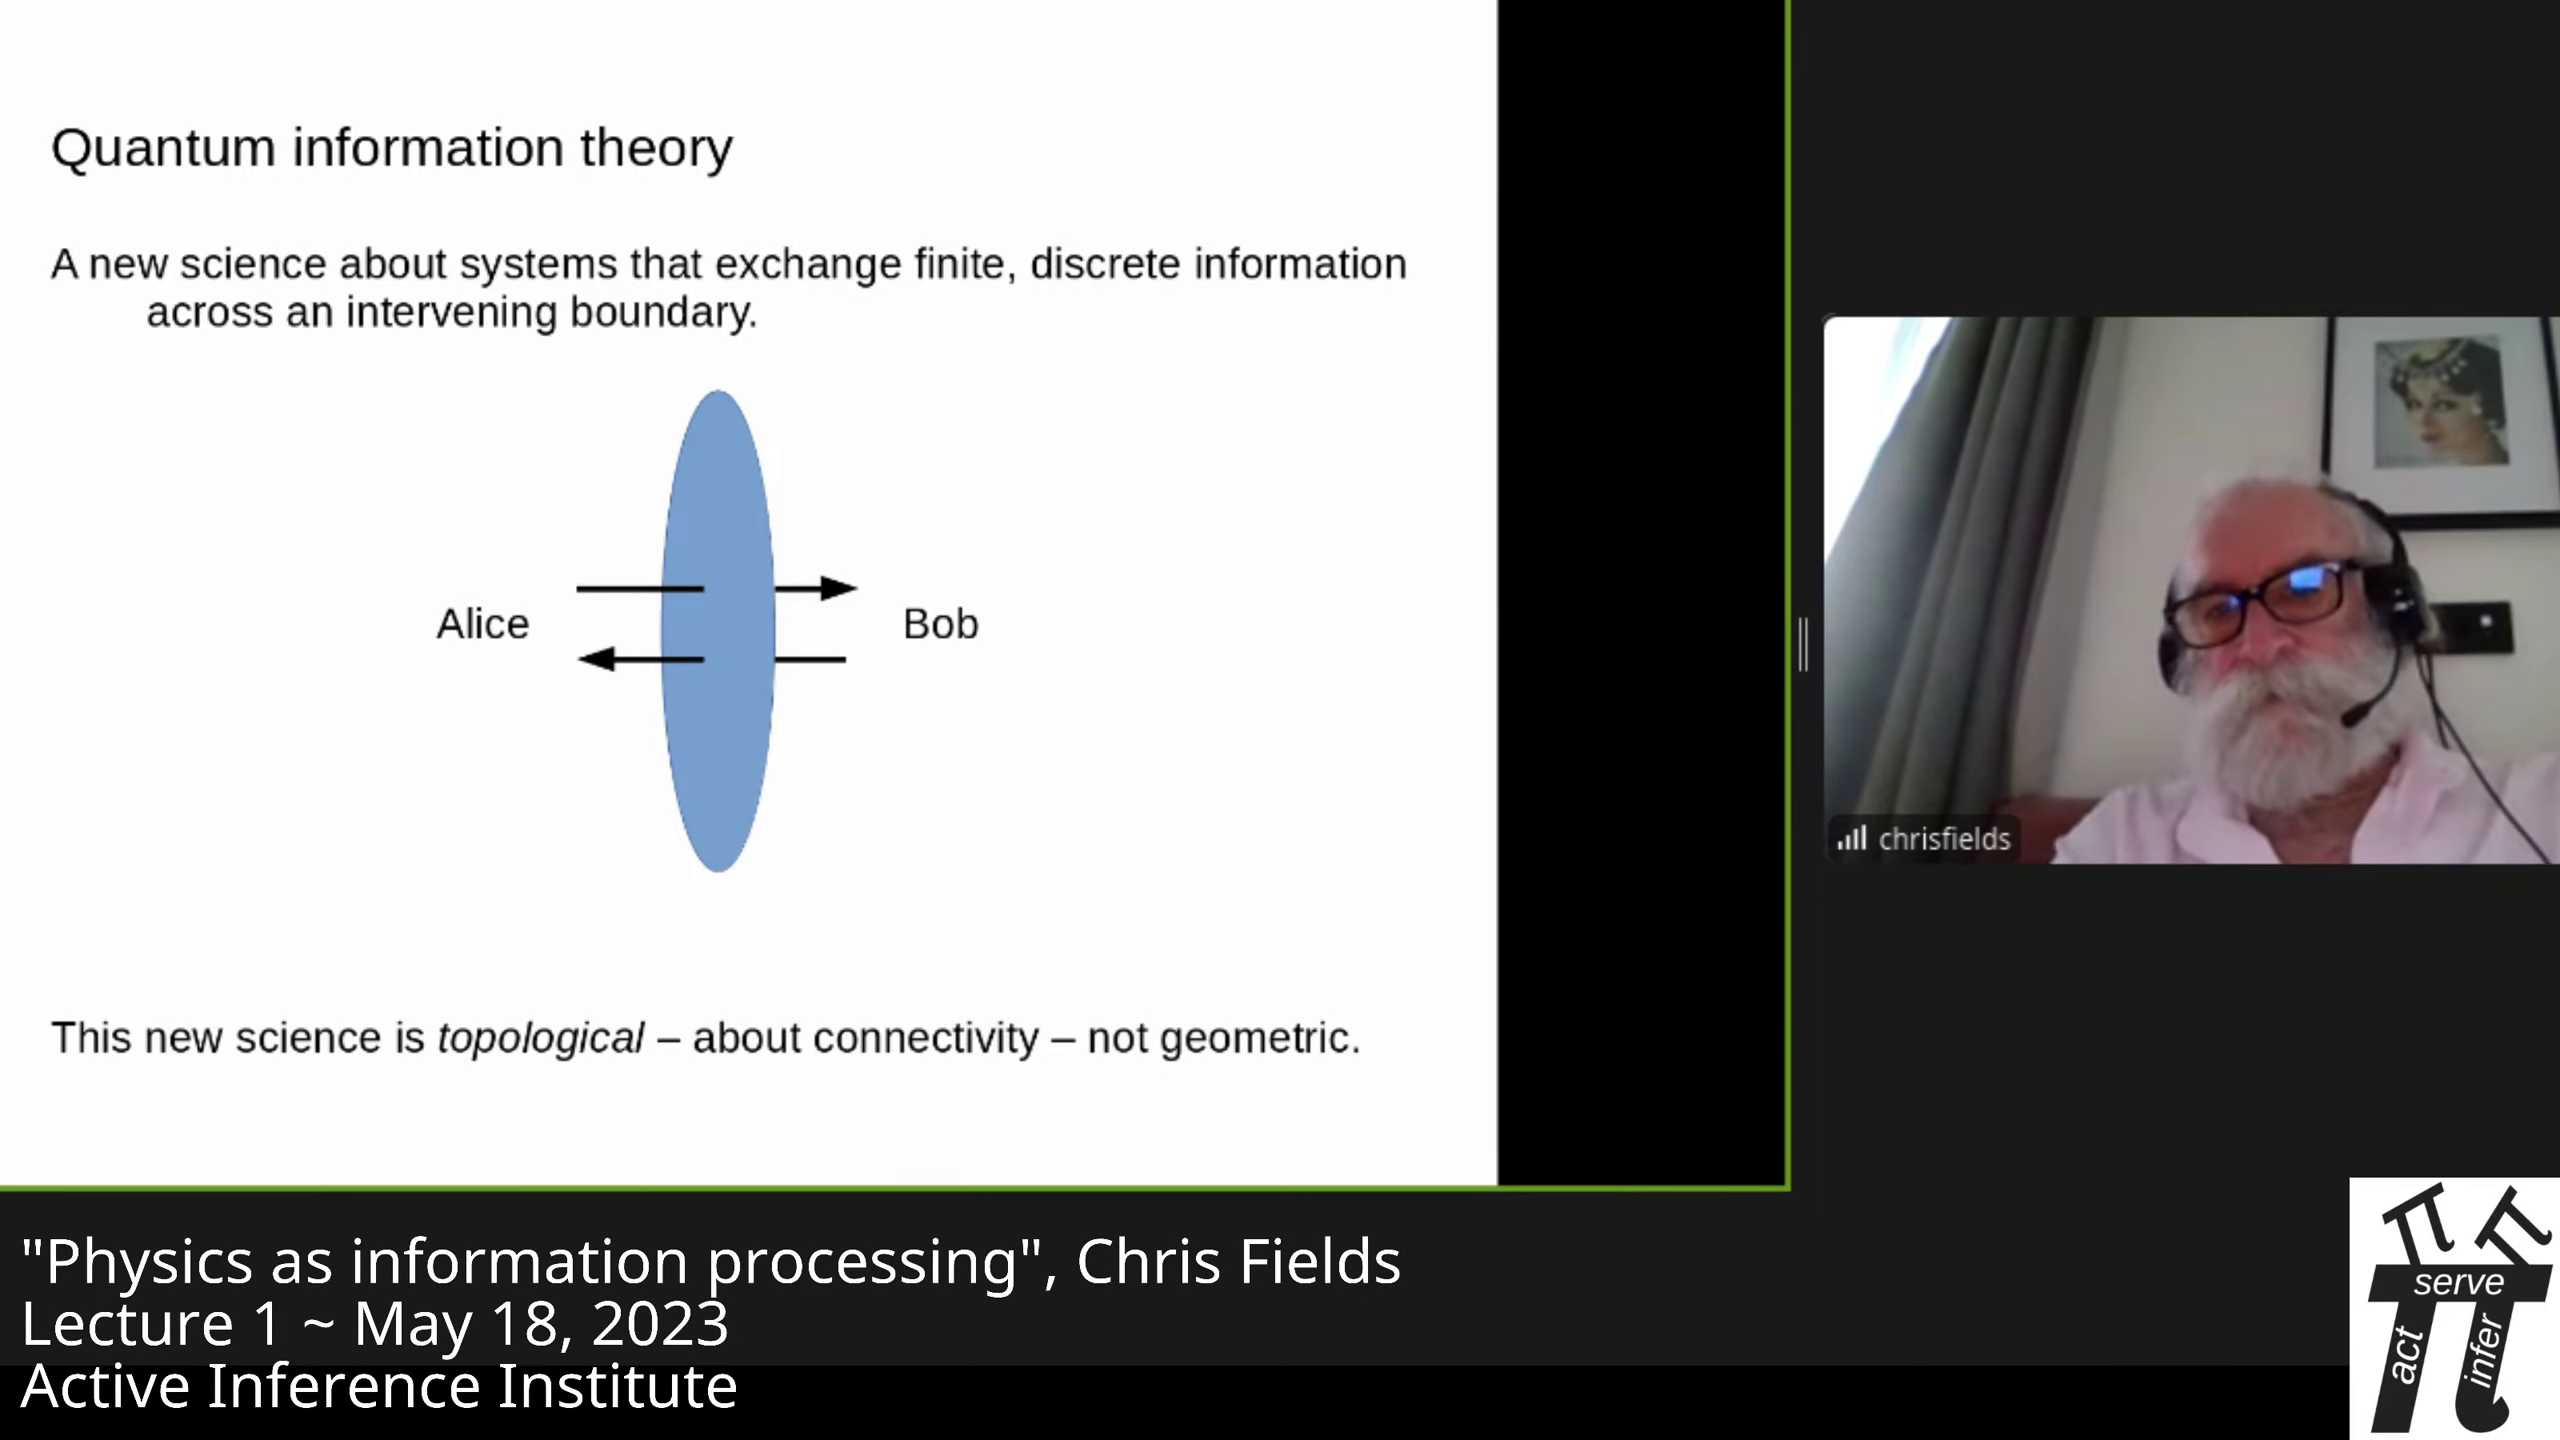 Quantum information theory
A new science about systems that exchange finite, discrete information
across an intervening boundary.
Alice
Bob
This new science is topological – about connectivity – not geometric.
chrisfields
"Physics as information processing", Chris Fields
Lecture 1 ~ May 18, 2023
Active Inference Institute
serve
act
infer